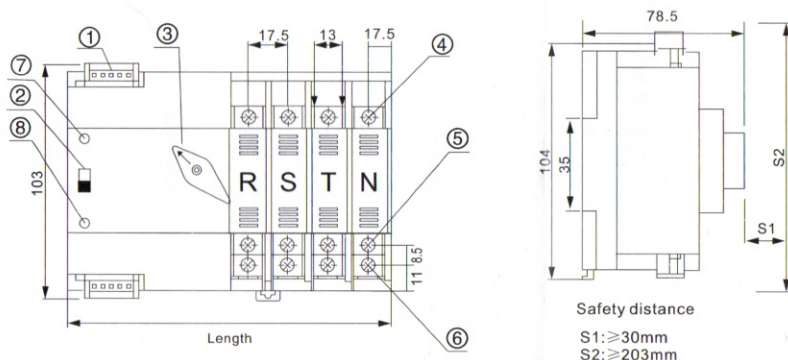 ① ③ 17.5 13 17.5 ④
⑦
②
⑧
103
R S T N
⑤
8.5
11
⑥
Length
78.5
104
35
S2
S1
Safety distance
S1:≥30mm
S2:≥203mm